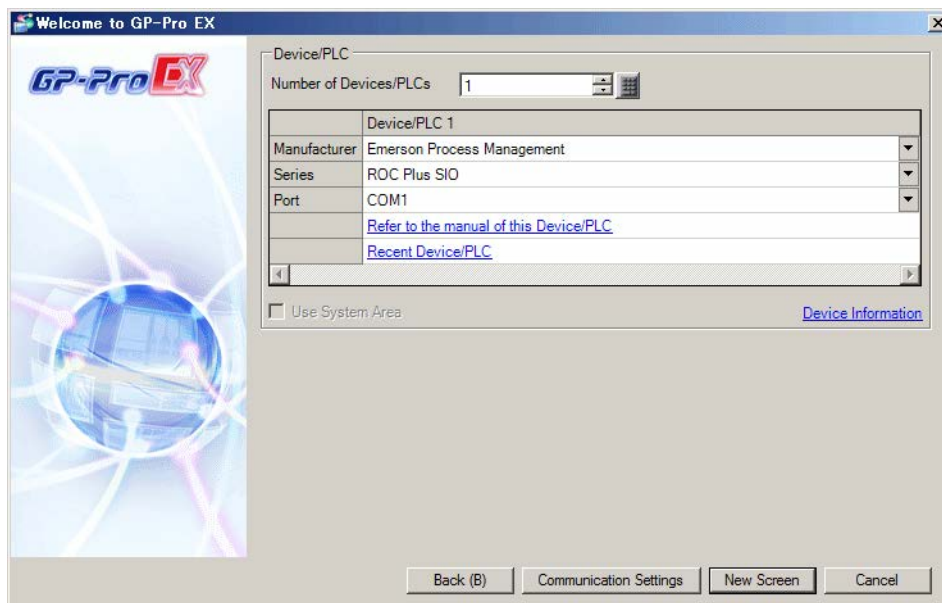 Welcome to GP-Pro EX
GP-Pro EX
Device/PLC
Number of Devices/PLCs 1
Device/PLC 1
Manufacturer Emerson Process Management
Series ROC Plus SIO
Port COM1
Refer to the manual of this Device/PLC
Recent Device/PLC
Use System Area Device Information
Back (B) Communication Settings New Screen Cancel